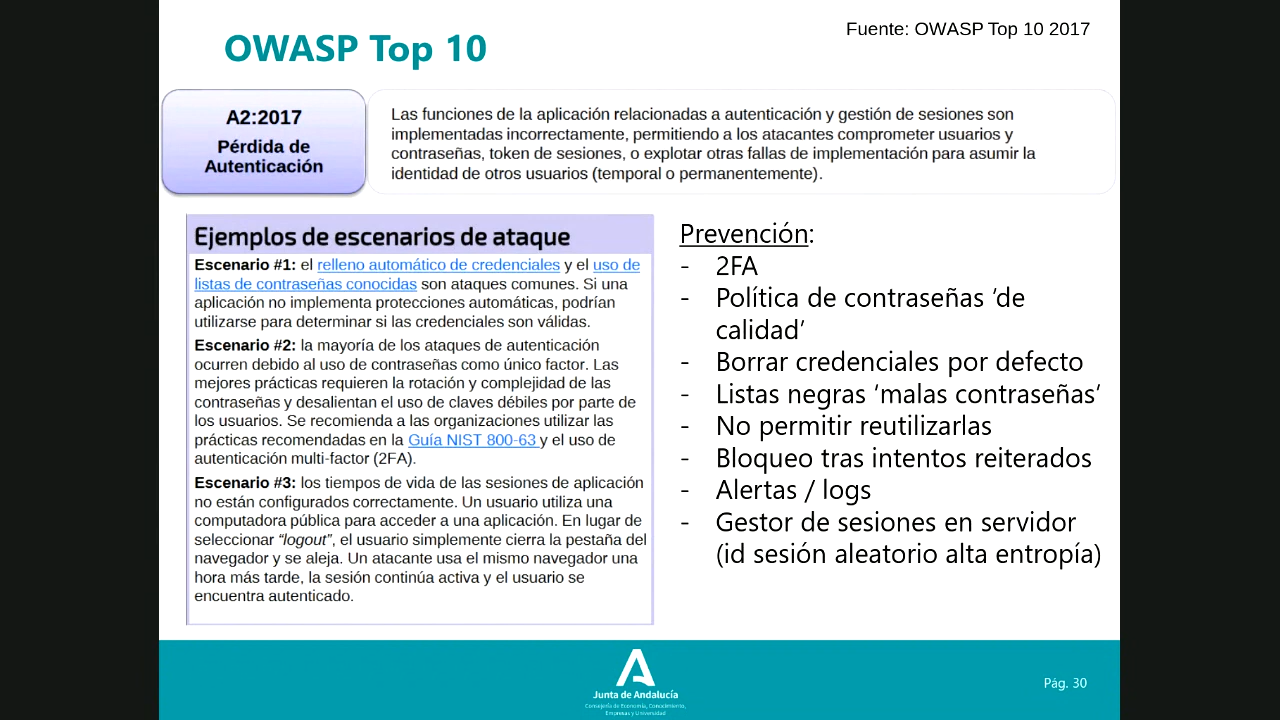 Fuente: OWASP Top 10 2017
OWASP Top 10
A2:2017
Pérdida de
Autenticación
Las funciones de la aplicación relacionadas a autenticación y gestión de sesiones son
implementadas incorrectamente, permitiendo a los atacantes comprometer usuarios y
contraseñas, token de sesiones, o explotar otras fallas de implementación para asumir la
identidad de otros usuarios (temporal o permanentemente).
Ejemplos de escenarios de ataque
Escenario #1: el relleno automático de credenciales y el uso de
listas de contraseñas conocidas son ataques comunes. Si una
aplicación no implementa protecciones automáticas, podrían
utilizarse para determinar si las credenciales son válidas.
Escenario #2: la mayoría de los ataques de autenticación
ocurren debido al uso de contraseñas como único factor. Las
mejores prácticas requieren la rotación y complejidad de las
contraseñas y desalientan el uso de claves débiles por parte de
los usuarios. Se recomienda a las organizaciones utilizar las
prácticas recomendadas en la Guía NIST 800-63 y el uso de
autenticación multi-factor (2FA).
Escenario #3: los tiempos de vida de las sesiones de aplicación
no están configurados correctamente. Un usuario utiliza una
computadora pública para acceder a una aplicación. En lugar de
seleccionar “logout”, el usuario simplemente cierra la pestaña del
navegador y se aleja. Un atacante usa el mismo navegador una
hora más tarde, la sesión continúa activa y el usuario se
encuentra autenticado.
Prevención:
- 2FA
- Política de contraseñas ‘de
calidad’
- Borrar credenciales por defecto
- Listas negras ‘malas contraseñas’
- No permitir reutilizarlas
- Bloqueo tras intentos reiterados
- Alertas / logs
- Gestor de sesiones en servidor
(id sesión aleatorio alta entropía)
Junta de Andalucía
Consejería de Economía, Conocimiento,
Empresas y Universidad
Pág. 30